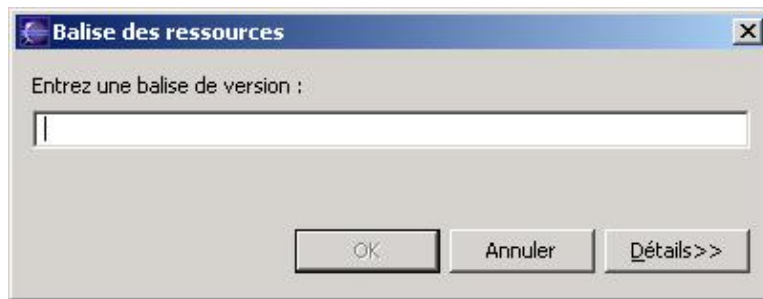 Balise des ressources
Entrez une balise de version :
OK
Annuler
Détails>>